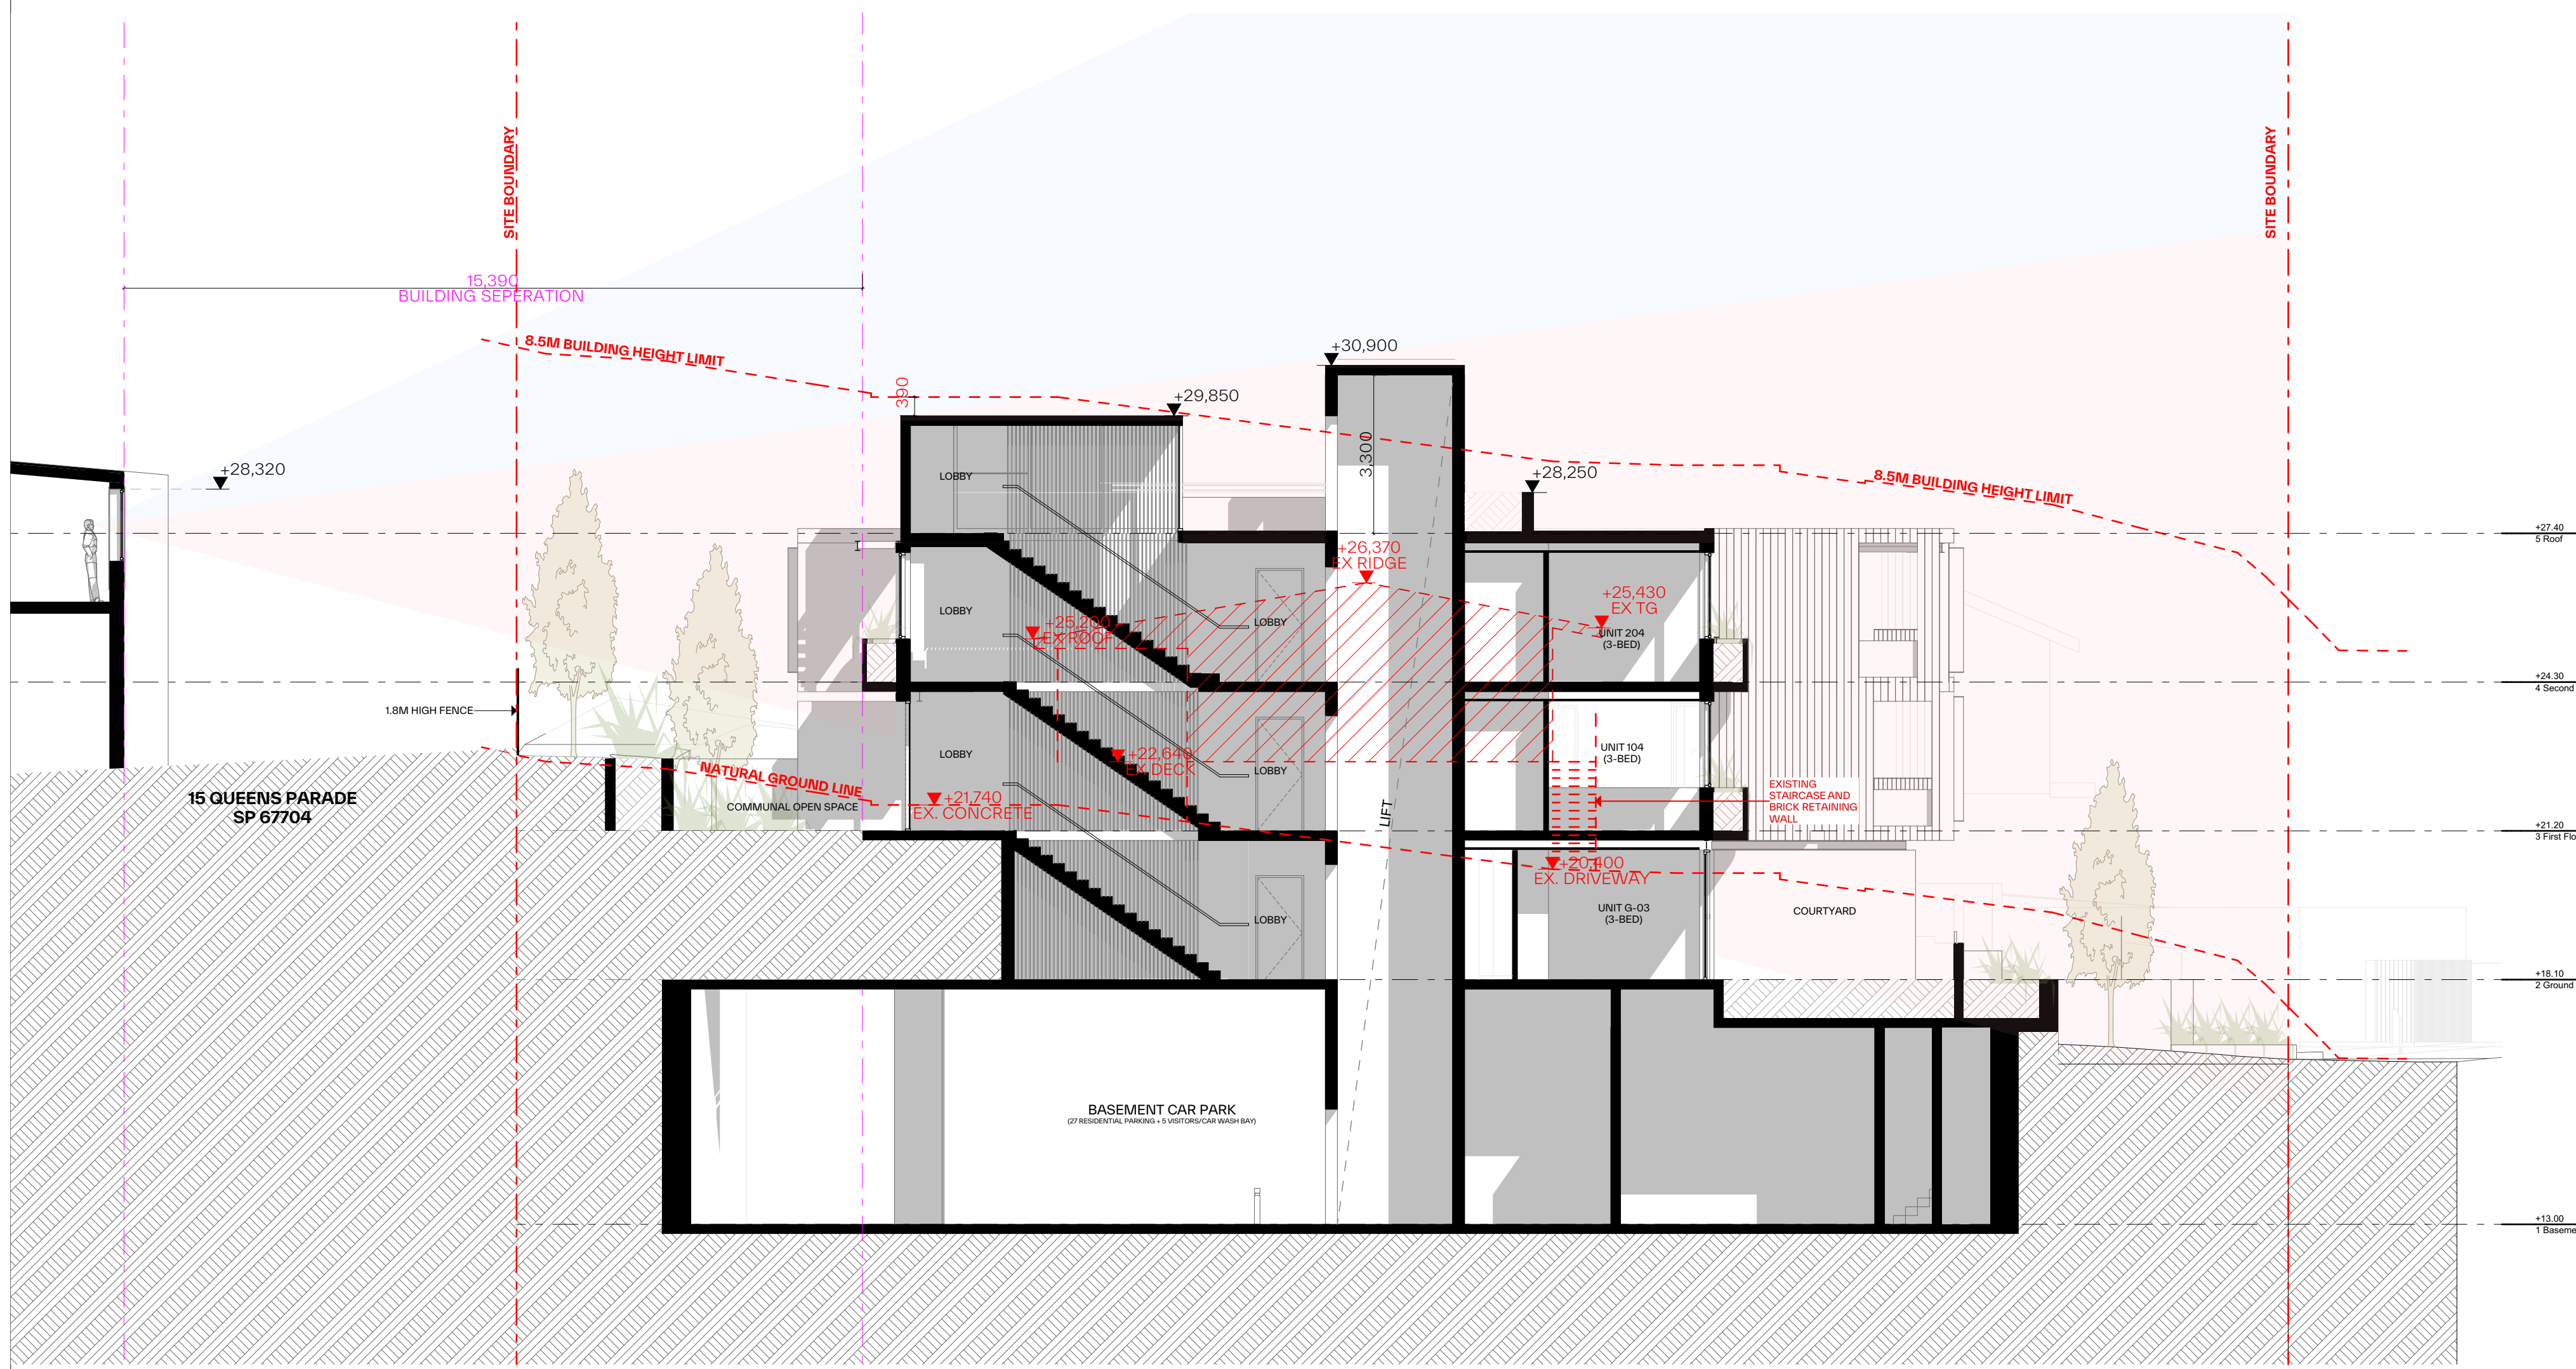 SITE BOUNDARY
SITE BOUNDARY
15,390
BUILDING SEPERATION
8.5M BUILDING HEIGHT LIMIT
+30,900
390
+29,850
3,300
+28,320
+28,250
8.5M BUILDING HEIGHT LIMIT
LOBBY
+27.40
5 Roof
+26,370
EX RIDGE
+25,430
EX TG
LOBBY
+25,200
EX ROOF
LOBBY
UNIT 204
(3-BED)
+24.30
4 Second
1.8M HIGH FENCE
LOBBY
+22,640
EX DECK
LOBBY
UNIT 104
(3-BED)
NATURAL GROUND LINE
15 QUEENS PARADE
SP 67704
COMMUNAL OPEN SPACE
+21,740
EX. CONCRETE
EXISTING
STAIRCASE AND
BRICK RETAINING
WALL
LIFT
+21.20
3 First Flo
+20,400
EX. DRIVEWAY
LOBBY
UNIT G-03
(3-BED)
COURTYARD
+18.10
2 Ground
BASEMENT CAR PARK
(27 RESIDENTIAL PARKING + 5 VISITORS/CAR WASH BAY)
+13.00
1 Baseme